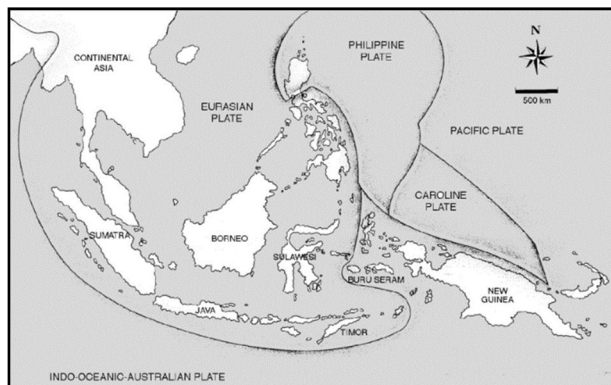 CONTINENTAL
ASIA
PHILIPPINE
PLATE
N
500 km
EURASIAN
PLATE
PACIFIC PLATE
CAROLINE
PLATE
SUMATRA
BORNEO
SULAWESI
BURU SERAM
NEW
GUINEA
JAVA
TIMOR
INDO-OCEANIC-AUSTRALIAN PLATE